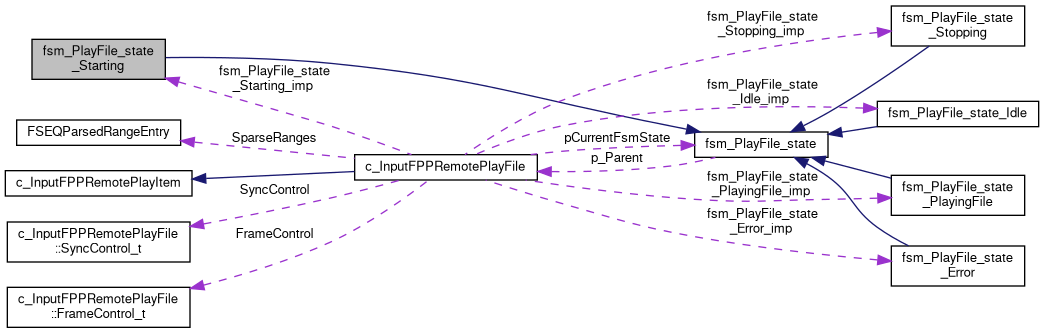 fsm_PlayFile_state
_Starting
FSEQParsedRangeEntry
c_InputFPPRemotePlayItem
c_InputFPPRemotePlayFile
::SyncControl_t
c_InputFPPRemotePlayFile
::FrameControl_t
fsm_PlayFile_state
_Starting_imp
SparseRanges
SyncControl
FrameControl
c_InputFPPRemotePlayFile
fsm_PlayFile_state
_Stopping_imp
fsm_PlayFile_state
_Idle_imp
pCurrentFsmState
p_Parent
fsm_PlayFile_state
_PlayingFile_imp
fsm_PlayFile_state
_Error_imp
fsm_PlayFile_state
fsm_PlayFile_state
_Stopping
fsm_PlayFile_state_Idle
fsm_PlayFile_state
_PlayingFile
fsm_PlayFile_state
_Error